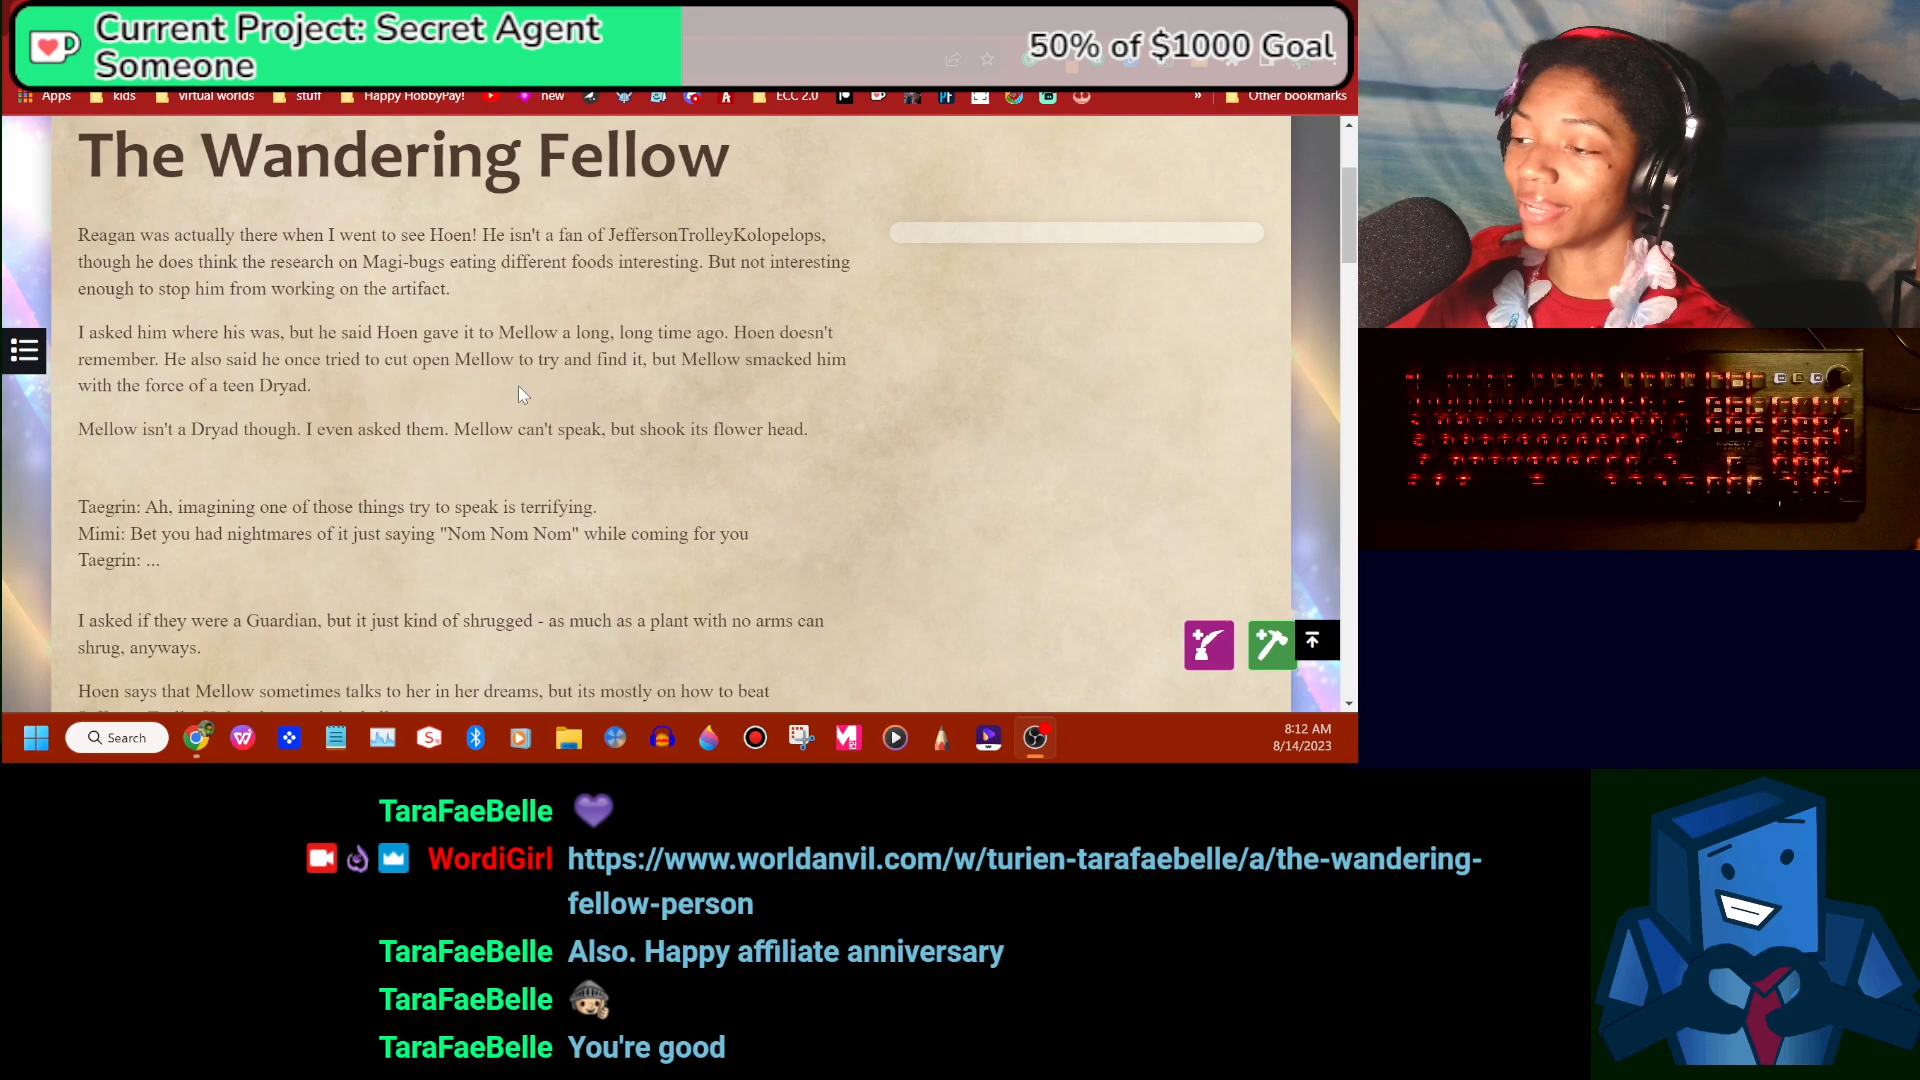 Current Project: Secret Agent
Someone
50% of $1000 Goal
Apps
kids
virtual worlds
stuff
Happy HobbyPay!
new
ECC 2.0
»
Other bookmarks
The Wandering Fellow
Reagan was actually there when I went to see Hoen! He isn't a fan of JeffersonTrolleyKolopelops,
though he does think the research on Magi-bugs eating different foods interesting. But not interesting
enough to stop him from working on the artifact.
I asked him where his was, but he said Hoen gave it to Mellow a long, long time ago. Hoen doesn't
remember. He also said he once tried to cut open Mellow to try and find it, but Mellow smacked him
with the force of a teen Dryad.
Mellow isn't a Dryad though. I even asked them. Mellow can't speak, but shook its flower head.
Taegrin: Ah, imagining one of those things try to speak is terrifying.
Mimi: Bet you had nightmares of it just saying "Nom Nom Nom" while coming for you
Taegrin: ...
I asked if they were a Guardian, but it just kind of shrugged - as much as a plant with no arms can
shrug, anyways.
Hoen says that Mellow sometimes talks to her in her dreams, but its mostly on how to beat
Search
8:12 AM
8/14/2023
TaraFaeBelle
WordiGirl https://www.worldanvil.com/w/turien-tarafaebelle/a/the-wandering-
fellow-person
TaraFaeBelle Also. Happy affiliate anniversary
TaraFaeBelle
TaraFaeBelle You're good